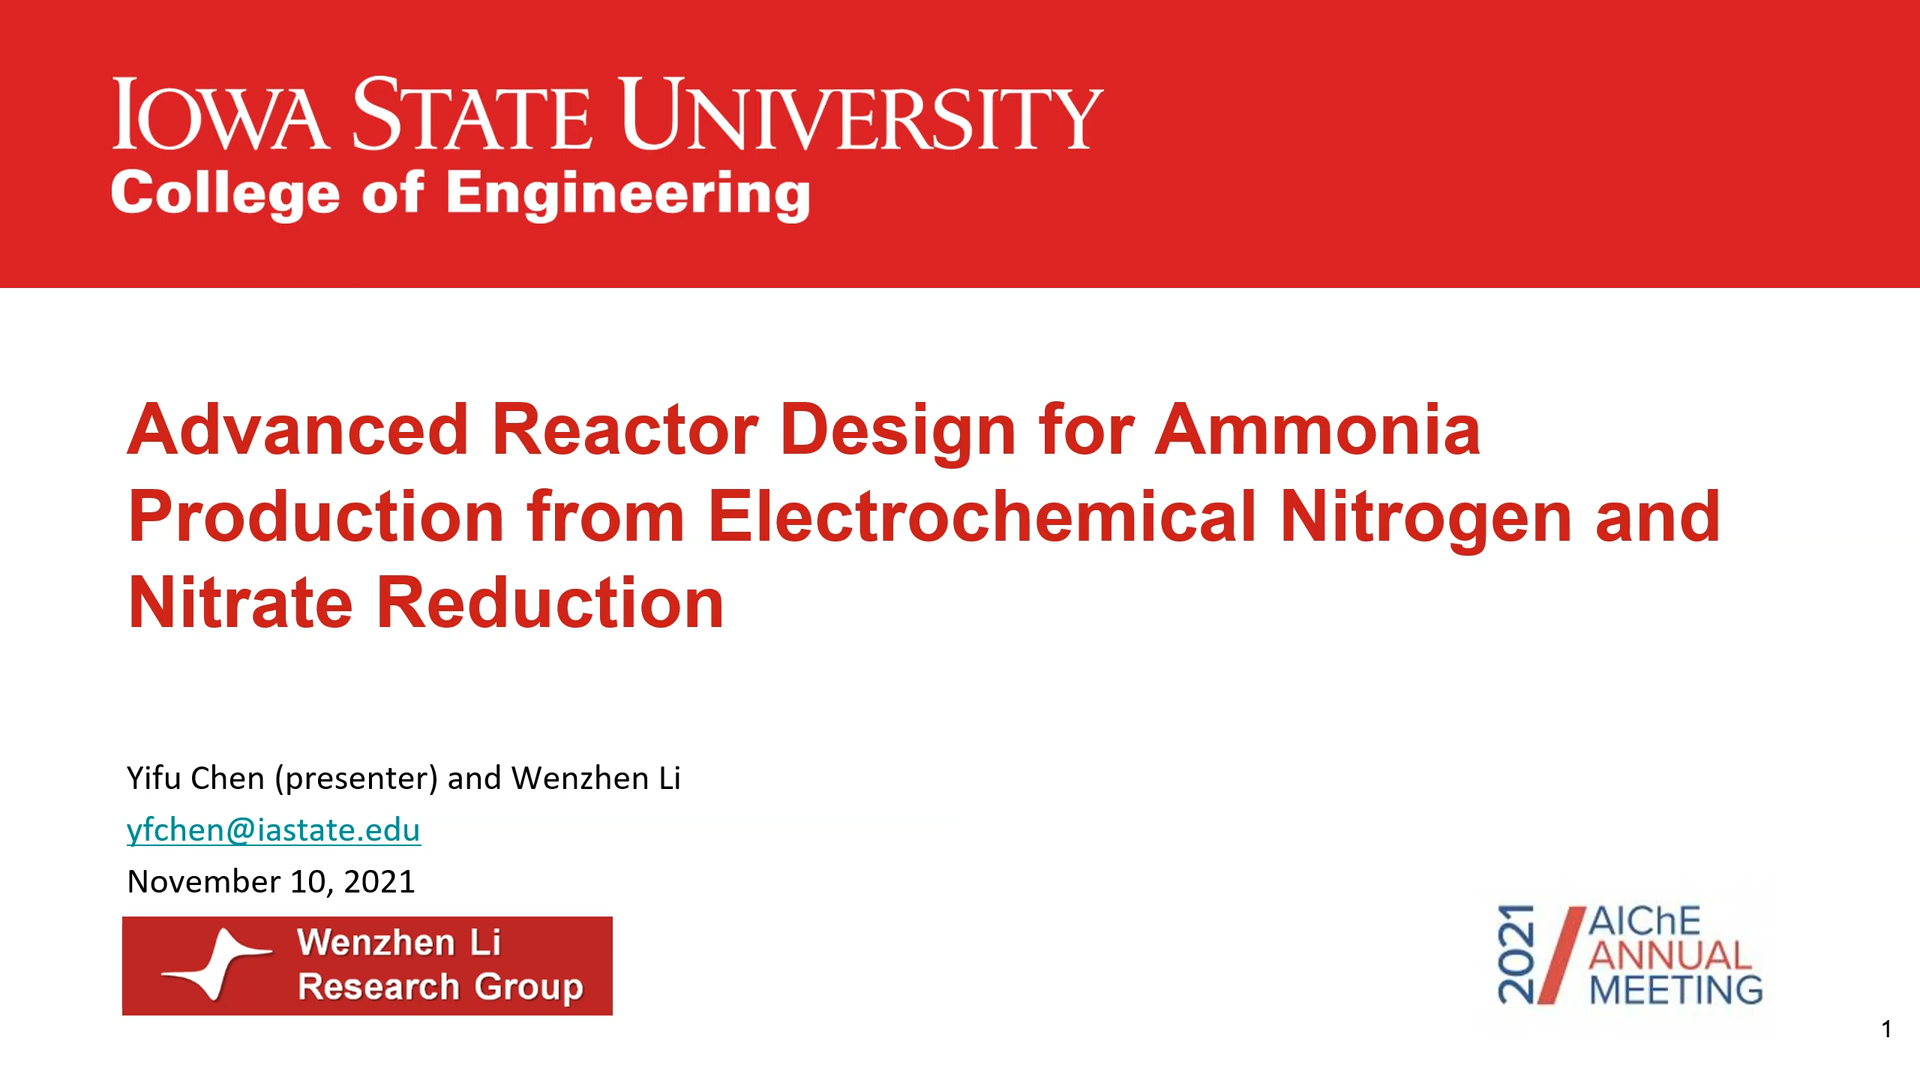 IOWA STATE UNIVERSITY
College of Engineering
Advanced Reactor Design for Ammonia
Production from Electrochemical Nitrogen and
Nitrate Reduction
Yifu Chen (presenter) and Wenzhen Li
yfchen@iastate.edu
November 10, 2021
Wenzhen Li
Research Group
2021
AIChE
ANNUAL
MEETING
1